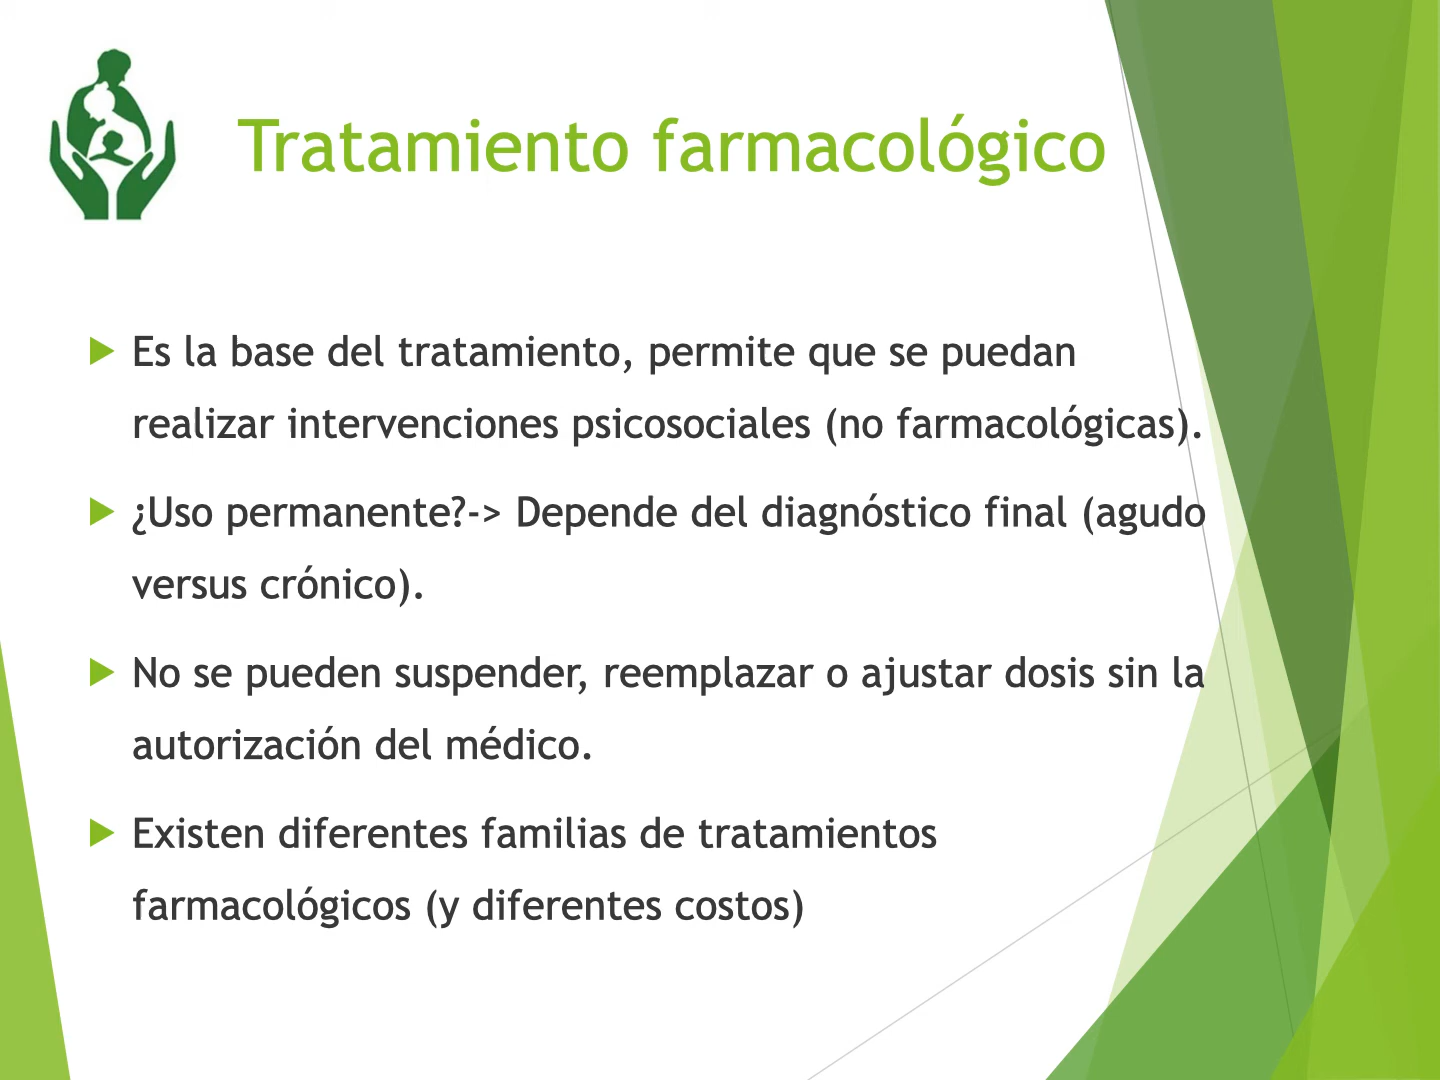 Tratamiento farmacológico
Es la base del tratamiento, permite que se puedan
realizar intervenciones psicosociales (no farmacológicas).
¿Uso permanente?-> Depende del diagnóstico final (agudo
versus crónico).
No se pueden suspender, reemplazar o ajustar dosis sin la
autorización del médico.
Existen diferentes familias de tratamientos
farmacológicos (y diferentes costos)